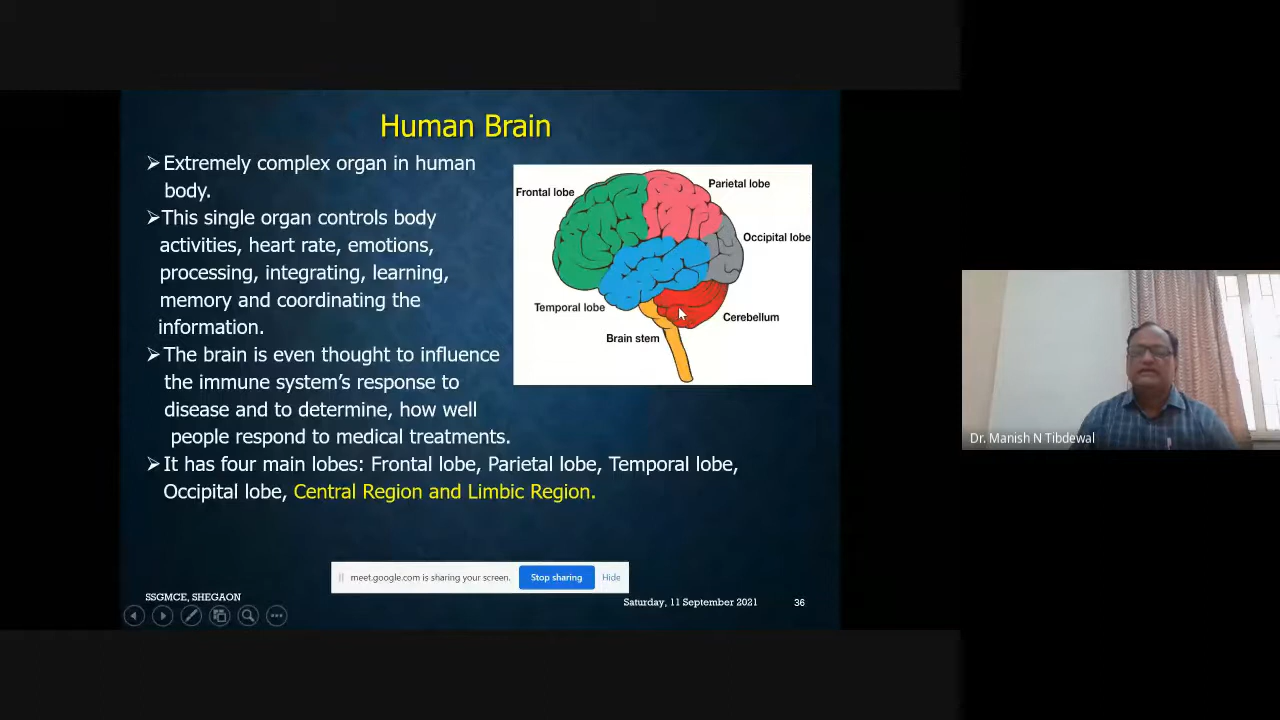 Human Brain
➢Extremely complex organ in human
body.
➢This single organ controls body
activities, heart rate, emotions,
processing, integrating, learning,
memory and coordinating the
information.
➢The brain is even thought to influence
the immune system's response to
disease and to determine, how well
people respond to medical treatments.
➢It has four main lobes: Frontal lobe, Parietal lobe, Temporal lobe,
Occipital lobe, Central Region and Limbic Region.
Frontal lobe
Parietal lobe
Occipital lobe
Temporal lobe
Cerebellum
Brain stem
Dr. Manish N Tibdewal
meet.google.com is sharing your screen.
Stop sharing
Hide
SSGMCE, SHEGAON
Saturday, 11 September 2021
36